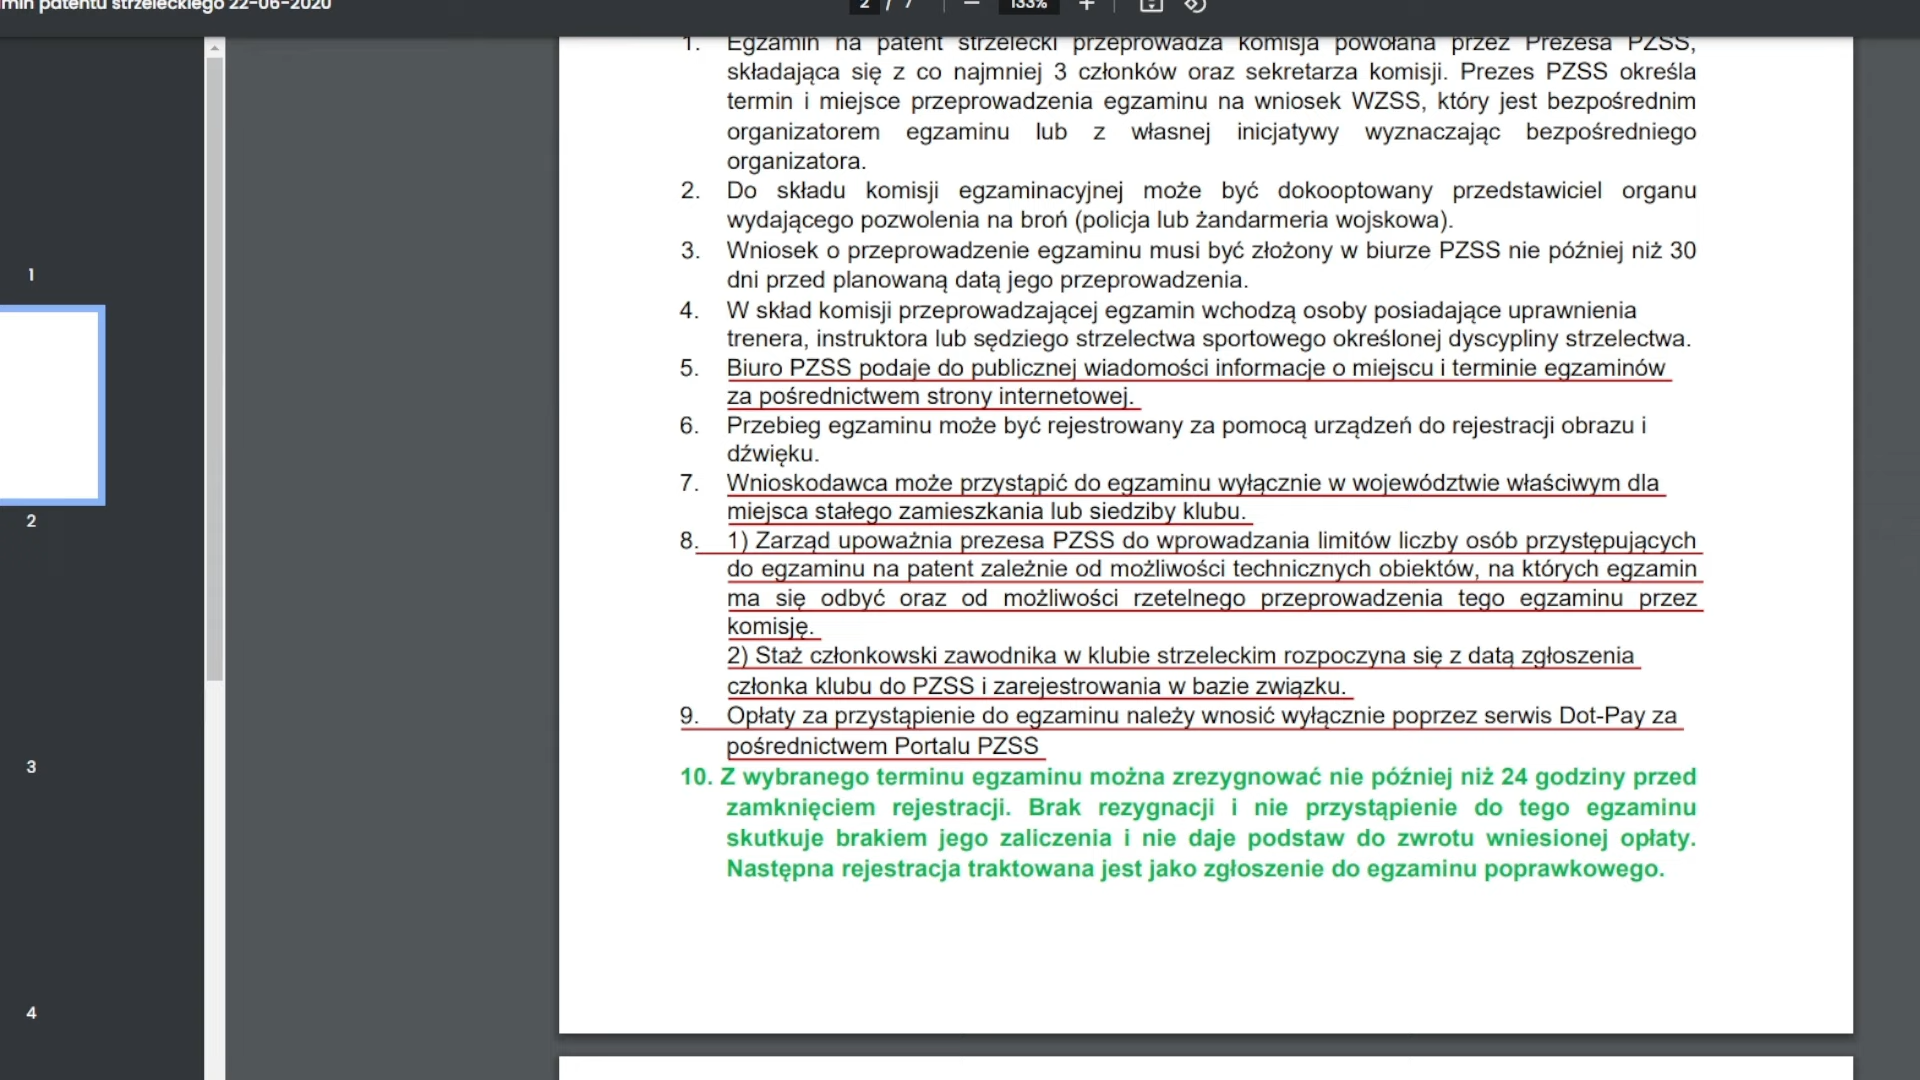 min patentu strzeleckiego 22-06-2020
2 / 7
133%
1. Egzamin na patent strzelecki przeprowadza komisja powołana przez Prezesa PZSS,
składająca się z co najmniej 3 członków oraz sekretarza komisji. Prezes PZSS określa
termin i miejsce przeprowadzenia egzaminu na wniosek WZSS, który jest bezpośrednim
organizatorem egzaminu lub z własnej inicjatywy wyznaczając bezpośredniego
organizatora.
2. Do składu komisji egzaminacyjnej może być dokooptowany przedstawiciel organu
wydającego pozwolenia na broń (policja lub żandarmeria wojskowa).
3. Wniosek o przeprowadzenie egzaminu musi być złożony w biurze PZSS nie później niż 30
dni przed planowaną datą jego przeprowadzenia.
4. W skład komisji przeprowadzającej egzamin wchodzą osoby posiadające uprawnienia
trenera, instruktora lub sędziego strzelectwa sportowego określonej dyscypliny strzelectwa.
5. Biuro PZSS podaje do publicznej wiadomości informacje o miejscu i terminie egzaminów
za pośrednictwem strony internetowej.
6. Przebieg egzaminu może być rejestrowany za pomocą urządzeń do rejestracji obrazu i
dźwięku.
7. Wnioskodawca może przystąpić do egzaminu wyłącznie w województwie właściwym dla
miejsca stałego zamieszkania lub siedziby klubu.
8. 1) Zarząd upoważnia prezesa PZSS do wprowadzania limitów liczby osób przystępujących
do egzaminu na patent zależnie od możliwości technicznych obiektów, na których egzamin
ma się odbyć oraz od możliwości rzetelnego przeprowadzenia tego egzaminu przez
komisję.
2) Staż członkowski zawodnika w klubie strzeleckim rozpoczyna się z datą zgłoszenia
członka klubu do PZSS i zarejestrowania w bazie związku.
9. Opłaty za przystąpienie do egzaminu należy wnosić wyłącznie poprzez serwis Dot-Pay za
pośrednictwem Portalu PZSS
10. Z wybranego terminu egzaminu można zrezygnować nie później niż 24 godziny przed
zamknięciem rejestracji. Brak rezygnacji i nie przystąpienie do tego egzaminu
skutkuje brakiem jego zaliczenia i nie daje podstaw do zwrotu wniesionej opłaty.
Następna rejestracja traktowana jest jako zgłoszenie do egzaminu poprawkowego.
1
2
3
4